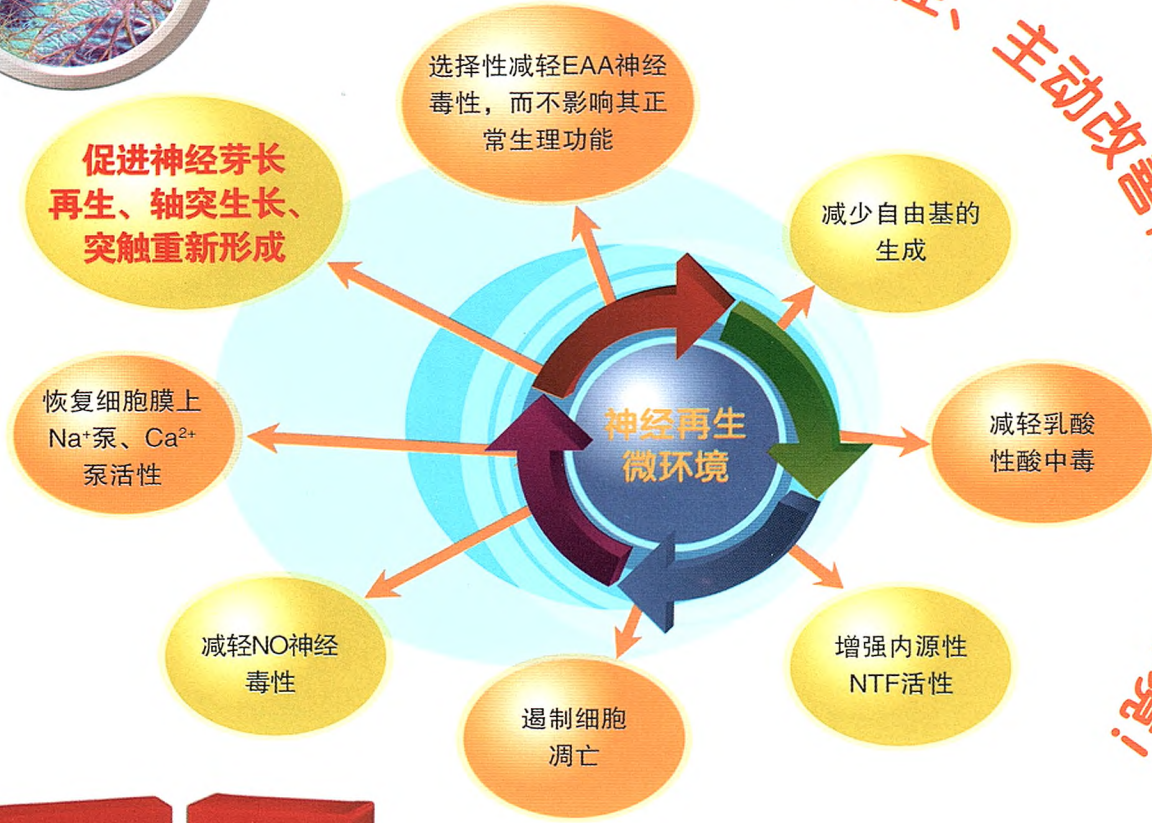 主动改善
选择性减轻EAA神经
毒性，而不影响其正
常生理功能
促进神经芽长
再生、轴突生长、
突触重新形成
减少自由基的
生成
恢复细胞膜上
Na⁺泵、Ca²⁺
泵活性
神经再生
微环境
减轻乳酸
性酸中毒
减轻NO神经
毒性
增强内源性
NTF活性
遏制细胞
凋亡